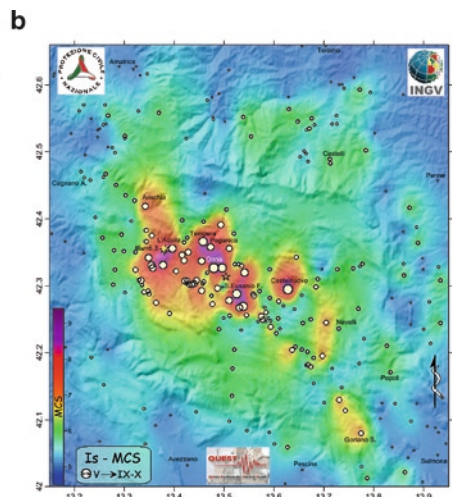 b
PROTEZIONE CIVILE
NAZIONALE
INGV
Amatrice
Teramo
42.6
42.5
42.4
42.3
42.2
42.1
42
Castelli
Cagnano A.
Penne
Arischia
L'Aquila
Tempera
Paganica
Onna
S. Eusanio F.
Castelnuovo
Navelli
Popoli
Goriano S.
Sulmona
Pescina
Avezzano
MCS
Is - MCS
V IX-X
QUEST
13.2 13.3 13.4 13.5 13.6 13.7 13.8 13.9